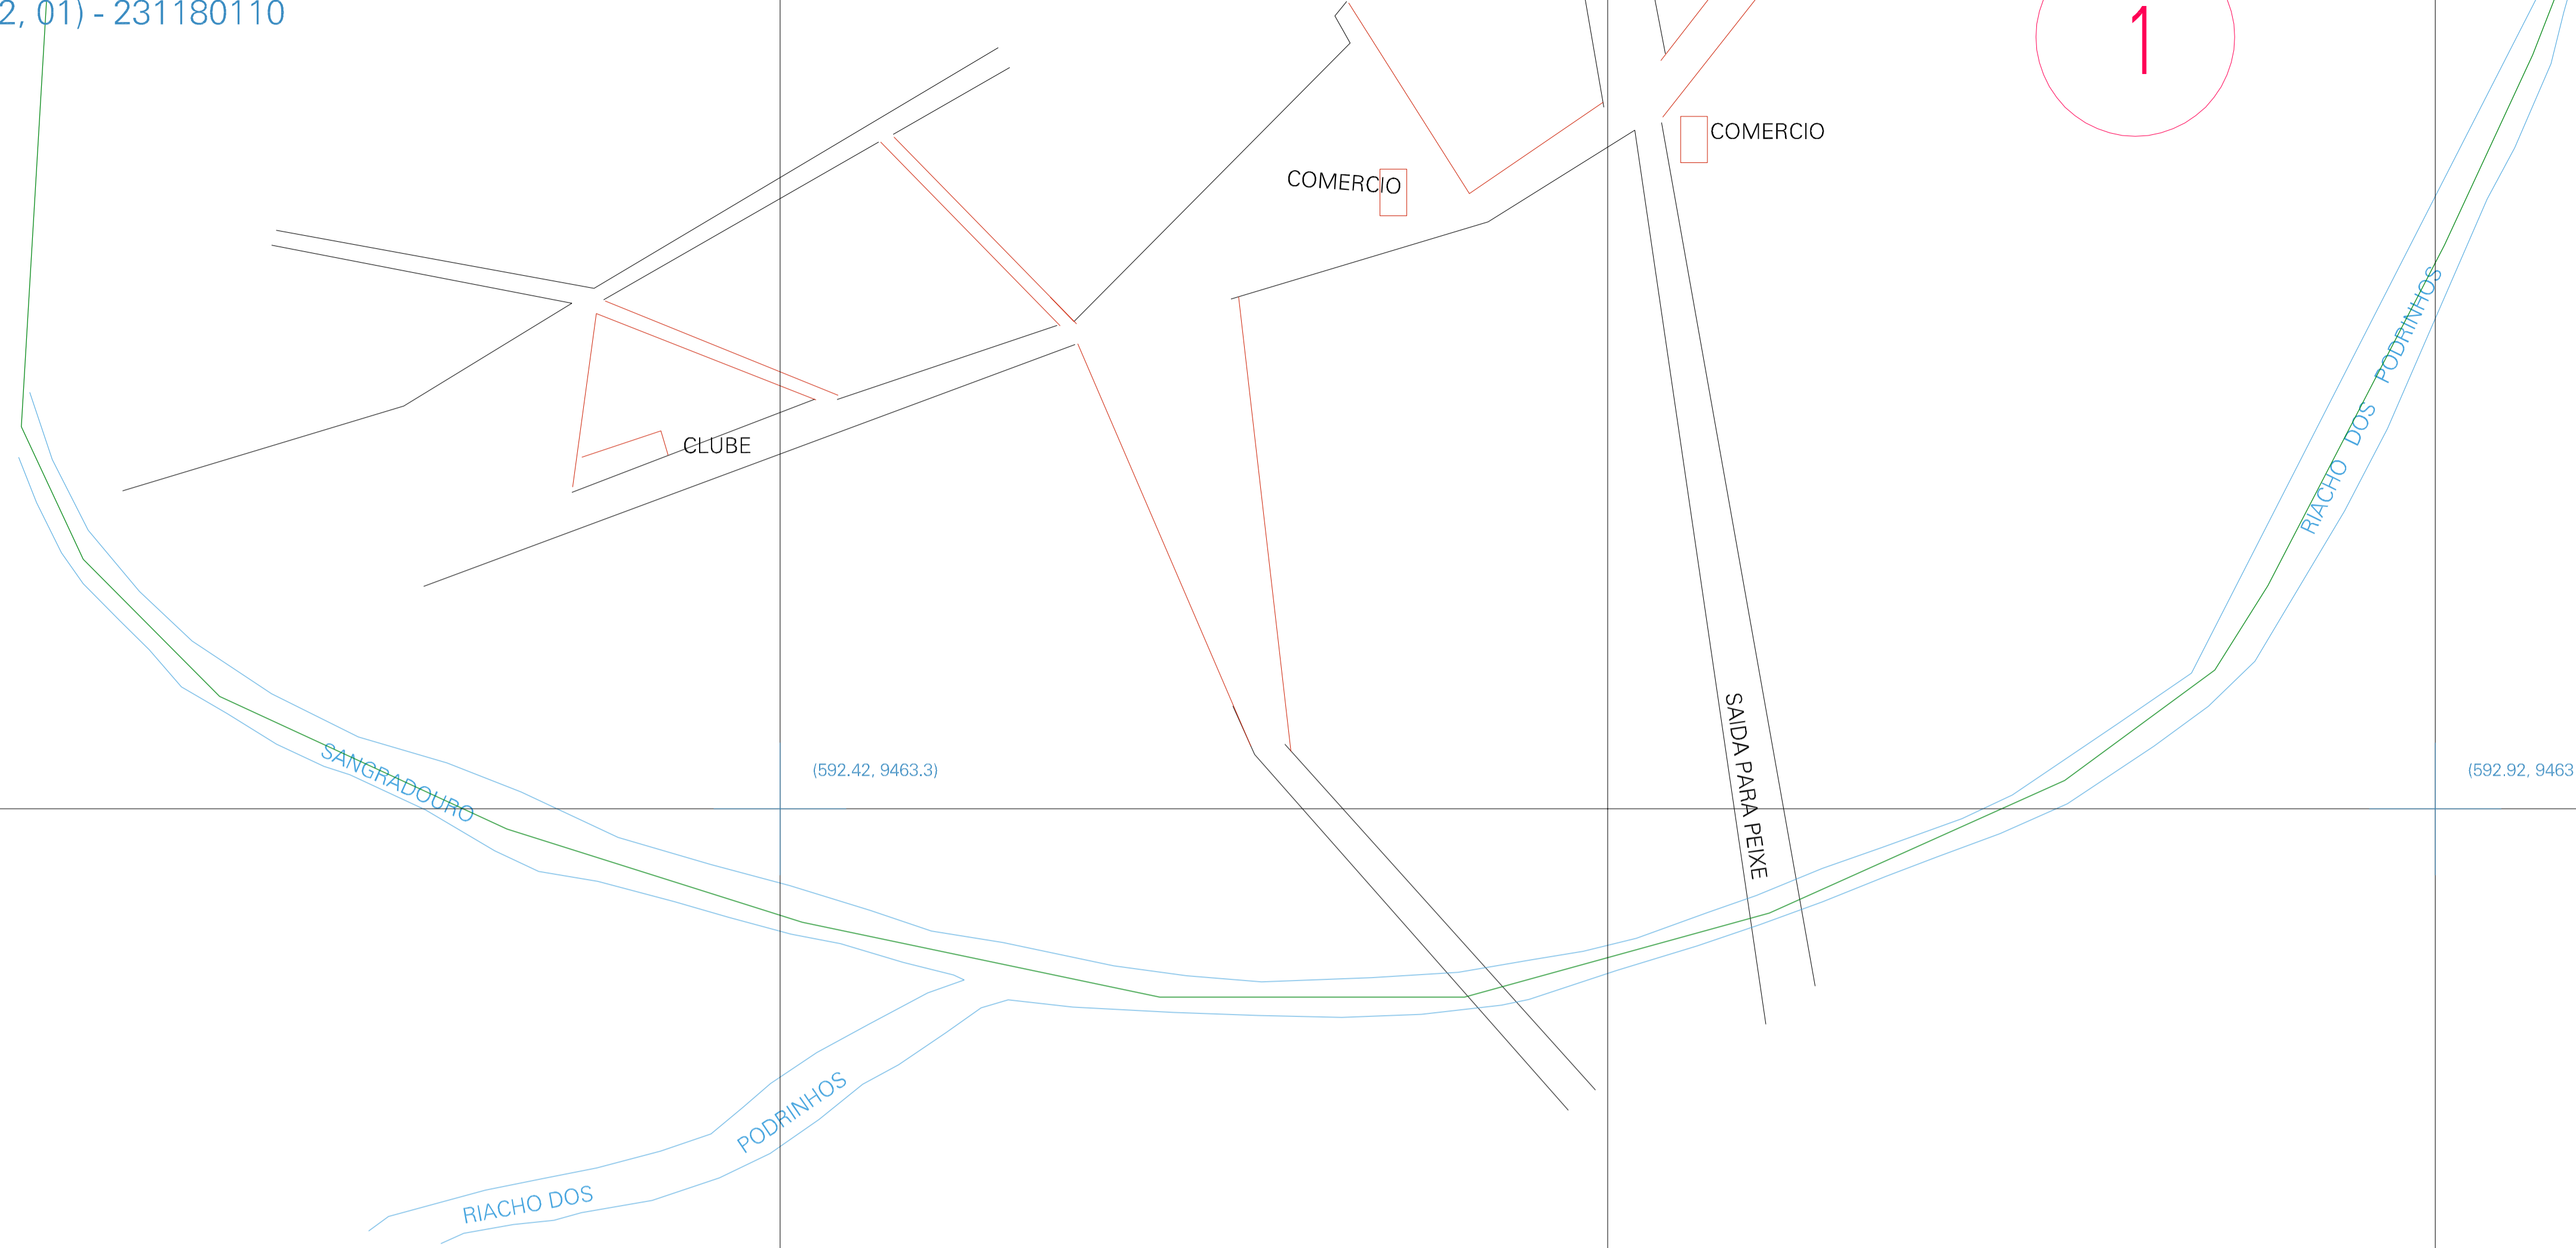 2, 01) - 231180110
1
COMERCIO
COMERCIO
CLUBE
RIACHO DOS PODRINHOS
SAIDA PARA PEIXE
SANGRADOURO
(592.42, 9463.3)
(592.92, 9463
PODRINHOS
RIACHO DOS